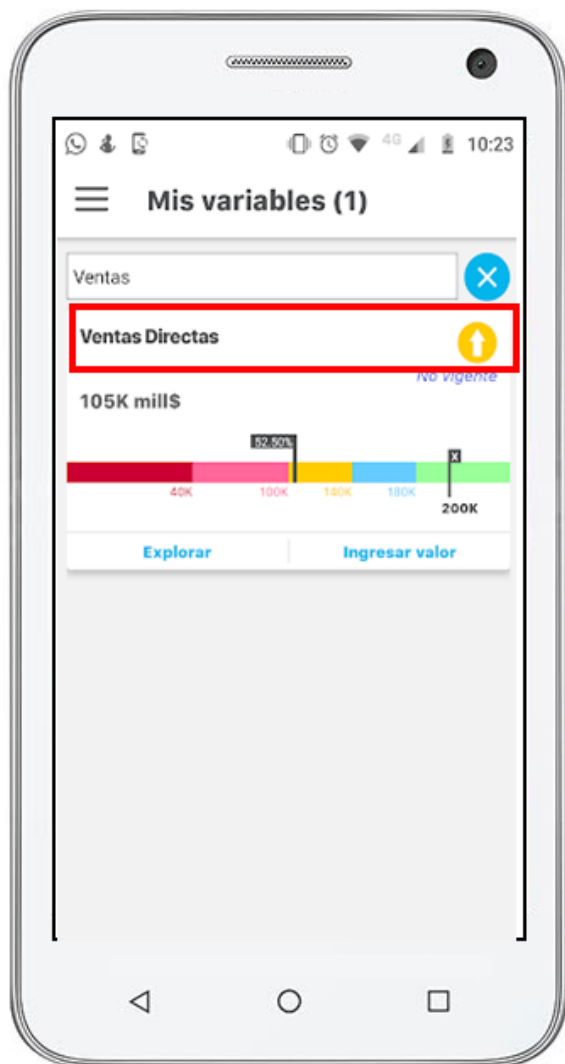 4G 10:23
Mis variables (1)
Ventas
Ventas Directas
No vigente
105K mill$
52.50%
X
40K 100K 140K 180K
200K
Explorar Ingresar valor